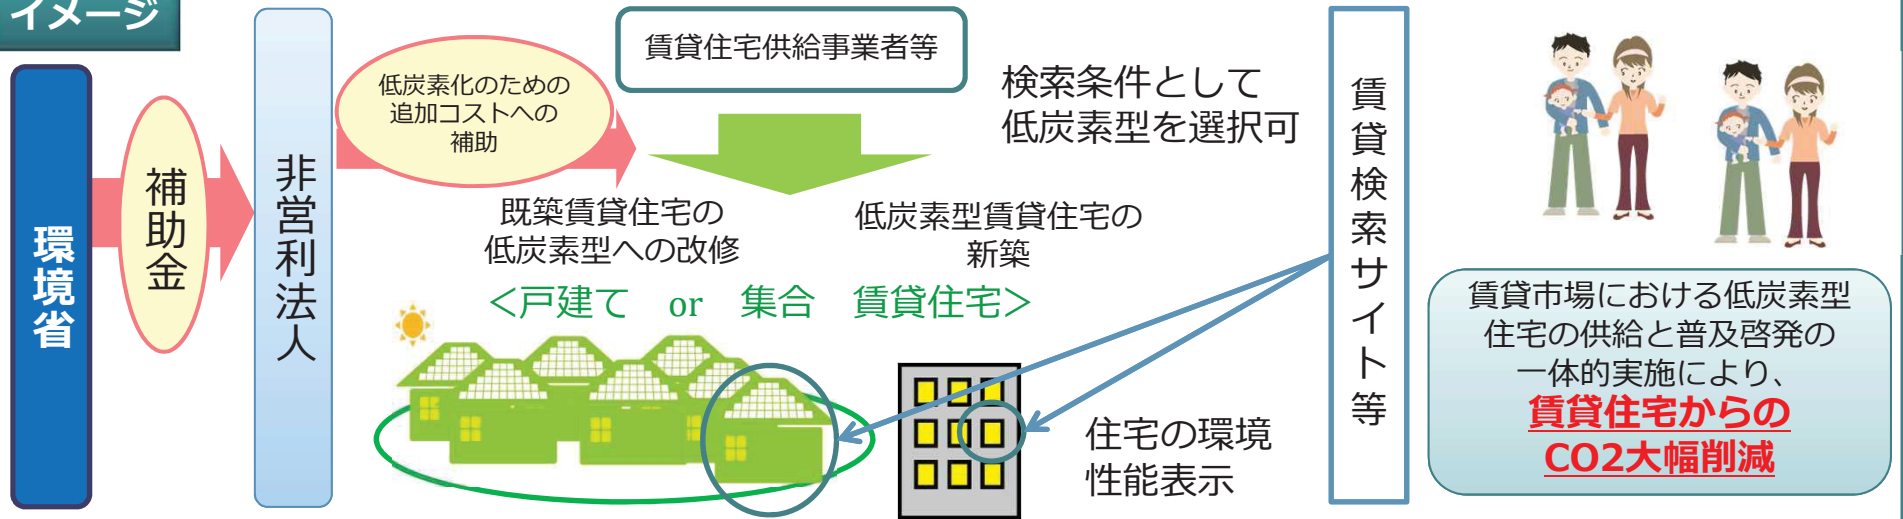 イメージ
環境省
補助金
非営利法人
低炭素化のための
追加コストへの
補助
賃貸住宅供給事業者等
検索条件として
低炭素型を選択可
既築賃貸住宅の
低炭素型への改修
低炭素型賃貸住宅の
新築
＜戸建て　or　集合　賃貸住宅＞
住宅の環境
性能表示
賃貸検索サイト等
賃貸市場における低炭素型
住宅の供給と普及啓発の
一体的実施により、
賃貸住宅からの
CO2大幅削減